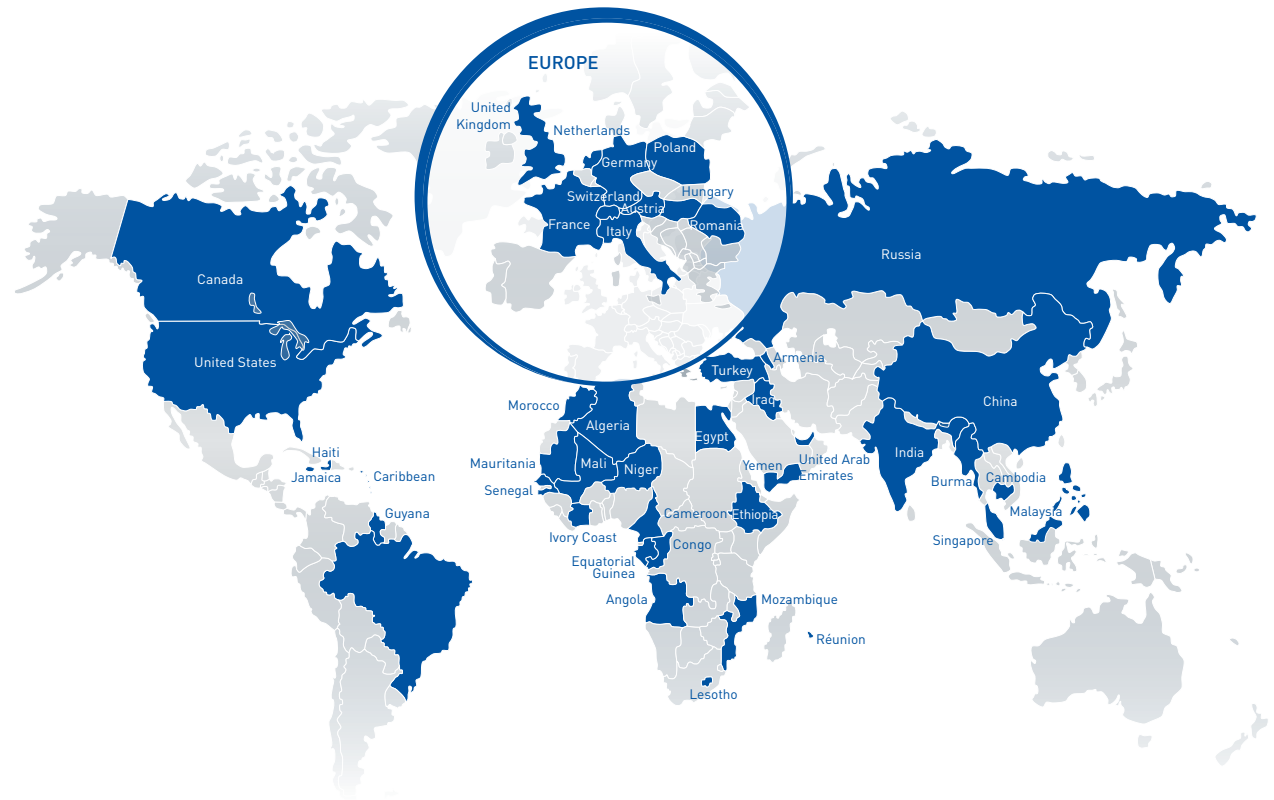 EUROPE
United
Kingdom
Netherlands
Poland
Germany
Hungary
Switzerland
Austria
France
Romania
Italy
Canada
United States
Russia
Armenia
Turkey
Iraq
China
Morocco
Algeria
Egypt
India
Haiti
Jamaica
Caribbean
Mauritania
Mali
Niger
Yemen
United Arab
Emirates
Senegal
Burma
Cambodia
Guyana
Cameroon
Ethiopia
Malaysia
Ivory Coast
Congo
Singapore
Equatorial
Guinea
Angola
Mozambique
Réunion
Lesotho